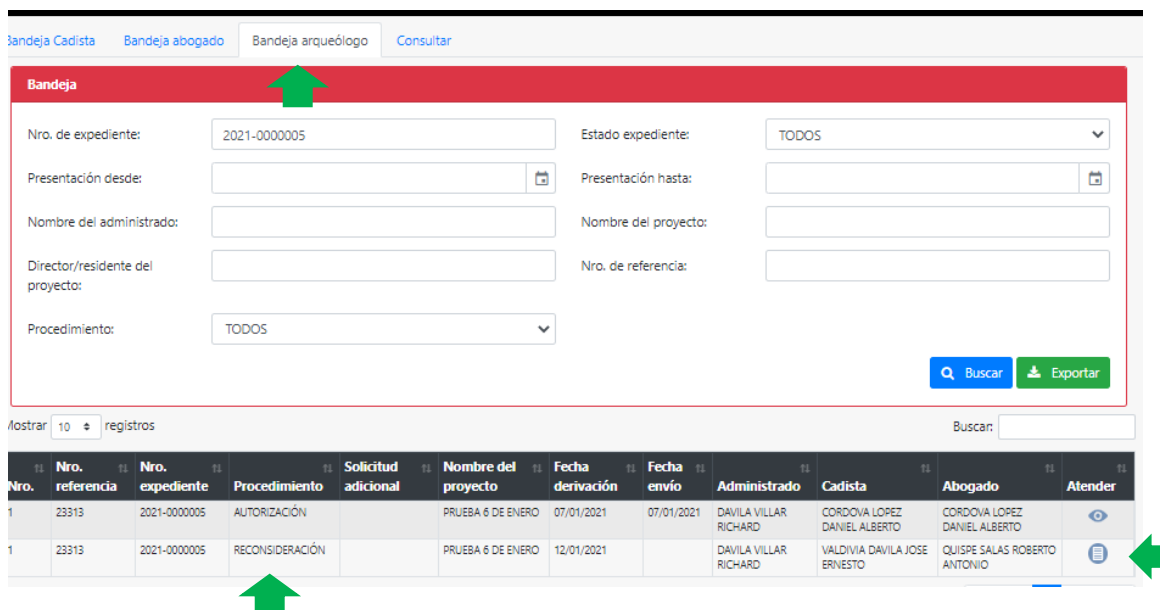 Bandeja Cadista Bandeja abogado Bandeja arqueólogo Consultar
Bandeja
Nro. de expediente: 2021-0000005 Estado expediente: TODOS
Presentación desde: Presentación hasta:
Nombre del administrado: Nombre del proyecto:
Director/residente del
proyecto:
Nro. de referencia:
Procedimiento: TODOS
Buscar Exportar
Mostrar 10 registros Buscar:
Nro. Nro. referencia Nro. expediente Procedimiento Solicitud adicional Nombre del proyecto Fecha derivación Fecha envío Administrado Cadista Abogado Atender
1 23313 2021-0000005 AUTORIZACIÓN PRUEBA 6 DE ENERO 07/01/2021 07/01/2021 DAVILA VILLAR RICHARD CORDOVA LOPEZ DANIEL ALBERTO CORDOVA LOPEZ DANIEL ALBERTO
1 23313 2021-0000005 RECONSIDERACIÓN PRUEBA 6 DE ENERO 12/01/2021 DAVILA VILLAR RICHARD VALDIVIA DAVILA JOSE ERNESTO QUISPE SALAS ROBERTO ANTONIO